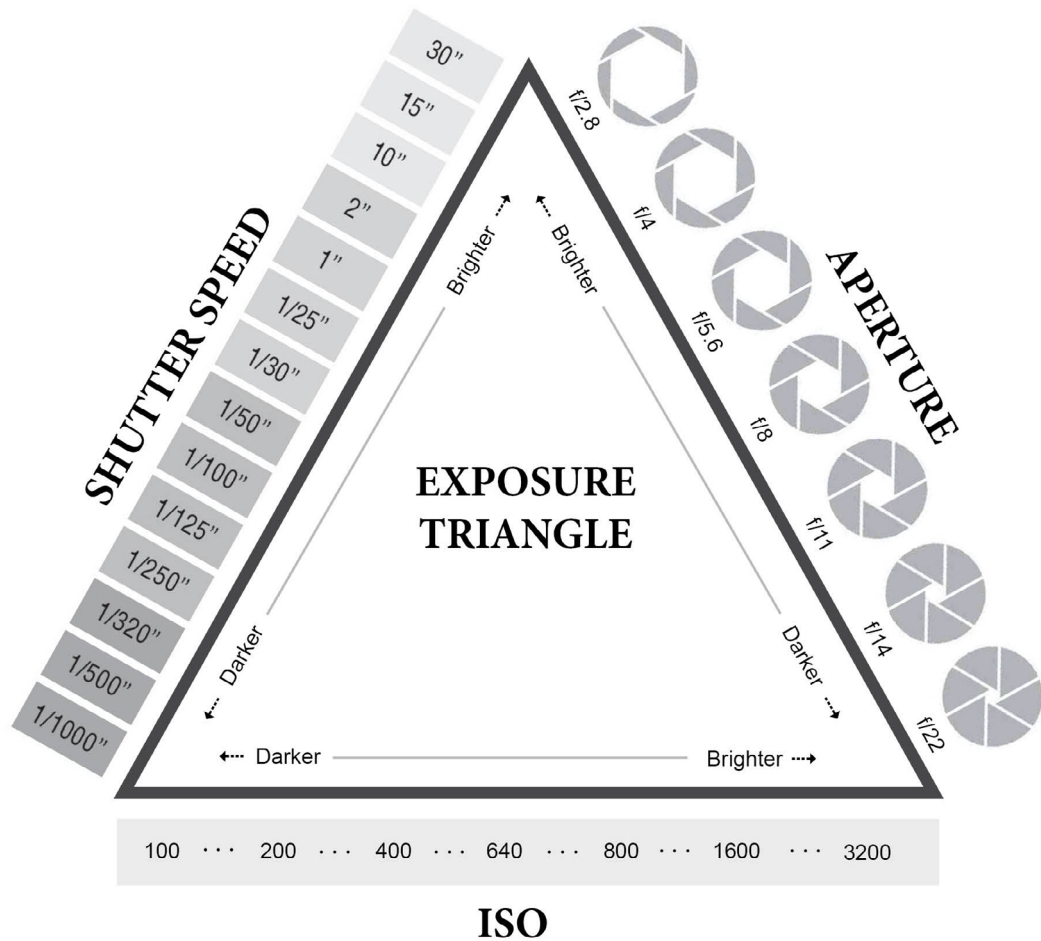 SHUTTER SPEED
30”
15”
10”
2”
1”
1/25”
1/30”
1/50”
1/100”
1/125”
1/250”
1/320”
1/500”
1/1000”
APERTURE
f/2.8
f/4
f/5.6
f/8
f/11
f/14
f/22
Brighter
Brighter
EXPOSURE
TRIANGLE
Darker
Darker
Darker
Brighter
100 ··· 200 ··· 400 ··· 640 ··· 800 ··· 1600 ··· 3200
ISO